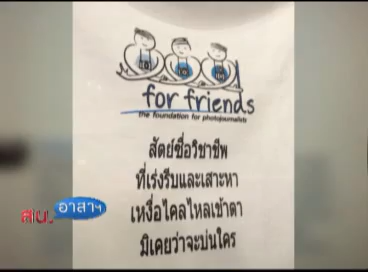 for friends
the foundation for photojournalists
สัตย์ซื่อวิชาชีพ
ที่เร่งรีบและเสาะหา
เหงื่อไคลไหลเข้าตา
มิเคยว่าจะบ่นใคร
สน. อาสาฯ